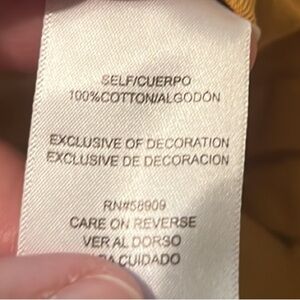 SELF/CUERPO
100%COTTON/ALGODÓN
EXCLUSIVE OF DECORATION
EXCLUSIVE DE DECORACION
RN#58909
CARE ON REVERSE
VER AL DORSO
CUIDADO